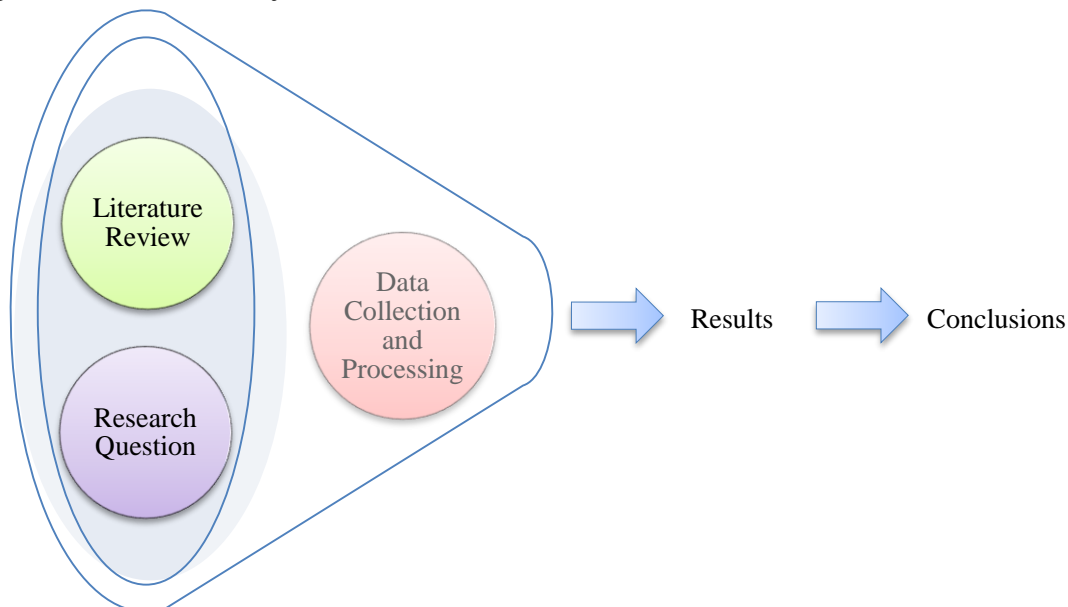 Literature
Review
Research
Question
Data
Collection
and
Processing
Results
Conclusions